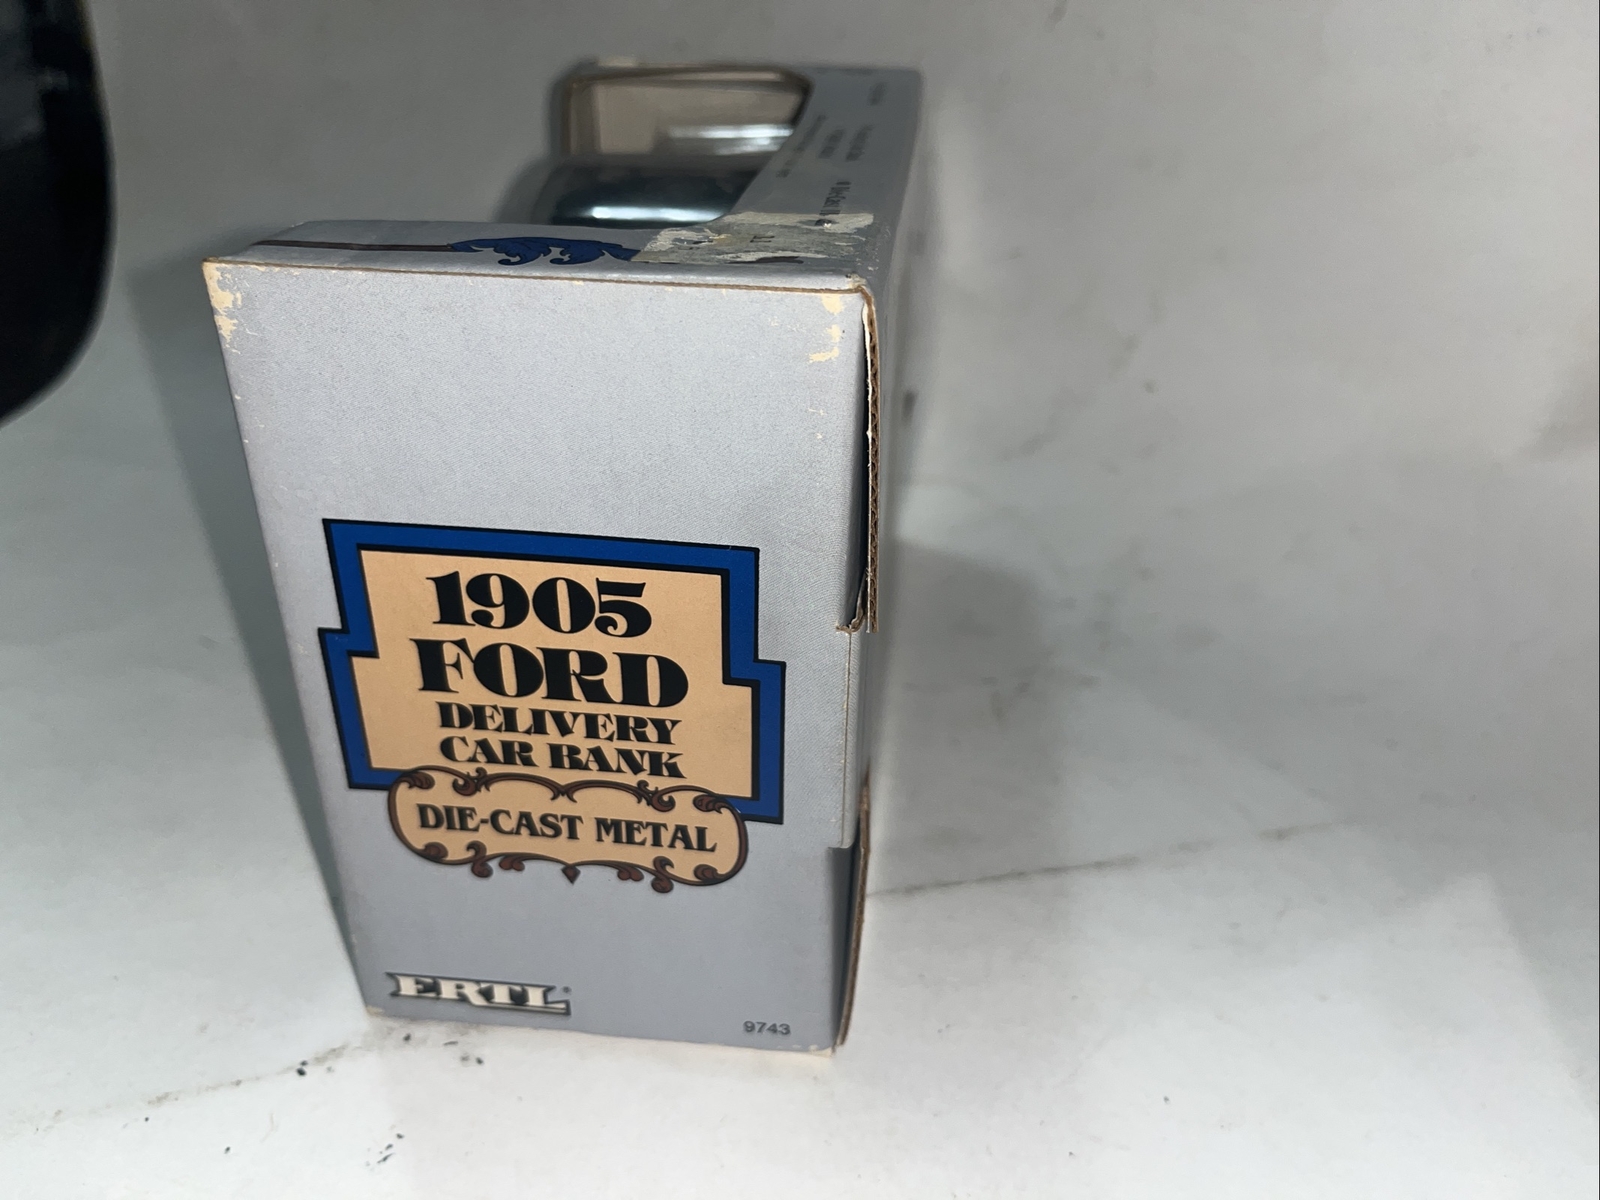 1905
FORD
DELIVERY
CAR BANK
DIE-CAST METAL
ERTL®
9743